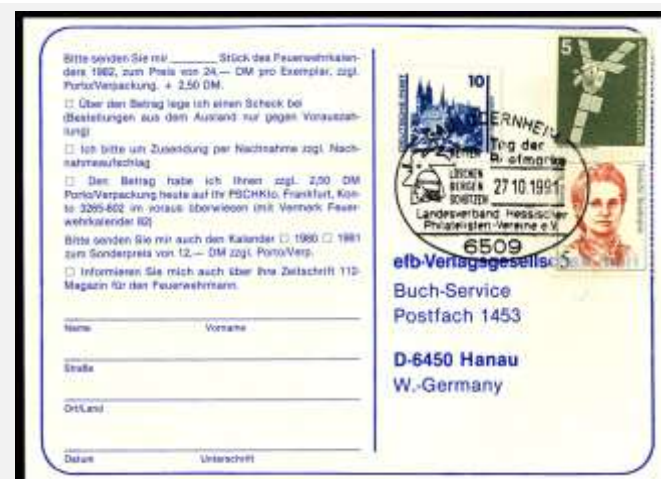 Bitte senden Sie mir ______ Stück des Feuerwehrkalen-
ders 1982, zum Preis von 24,— DM pro Exemplar, zzgl.
Porto/Verpackung. + 2,50 DM.
☐ Über den Betrag lege ich einen Scheck bei
(Bestellungen aus dem Ausland nur gegen Vorauszah-
lung)
☐ Ich bitte um Zusendung per Nachnahme zzgl. Nach-
nahmeaufschlag
☐ Den Betrag habe ich Ihnen zzgl. 2,50 DM
Porto/Verpackung heute auf Ihr PSCHKto. Frankfurt, Kon-
to 3265-602 im voraus überwiesen (mit Vermerk Feuer-
wehrkalender 82)
Bitte senden Sie mir auch den Kalender ☐ 1980 ☐ 1981
zum Sonderpreis von 12,— DM zzgl. Porto/Verp.
☐ Informieren Sie mich auch über Ihre Zeitschrift 112-
Magazin für den Feuerwehrmann.
Name Vorname
Straße
Ort/Land
Datum Unterschrift
10
5
5
Tag der
Briefmarke
RETTEN
LÖSCHEN
BERGEN
SCHÜTZEN
27.10.1991
Landesverband Hessischer
Philatelisten-Vereine e.V.
6509
efb-Verlagsgesellsc
Buch-Service
Postfach 1453
D-6450 Hanau
W.-Germany